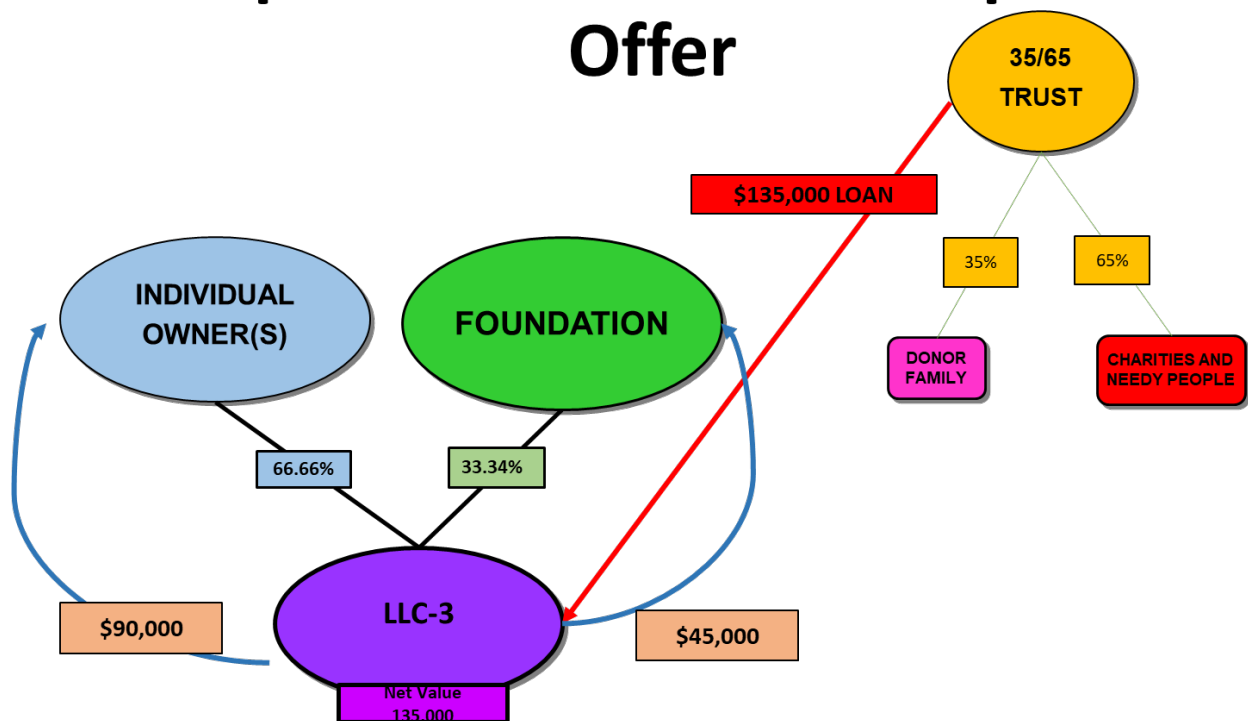 Offer
35/65
TRUST
$135,000 LOAN
35%
65%
INDIVIDUAL
OWNER(S)
FOUNDATION
DONOR
FAMILY
CHARITIES AND
NEEDY PEOPLE
66.66%
33.34%
LLC-3
$90,000
$45,000
Net Value
135,000